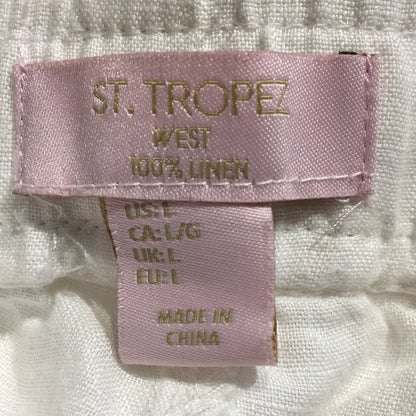 ST. TROPEZ
WEST
100% LINEN
US: L
CA: L/G
UK: L
EU: L
MADE IN
CHINA